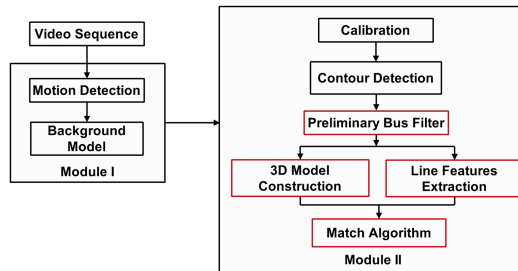 Video Sequence
Motion Detection
Background
Model
Module I
Calibration
Contour Detection
Preliminary Bus Filter
3D Model
Construction
Line Features
Extraction
Match Algorithm
Module II